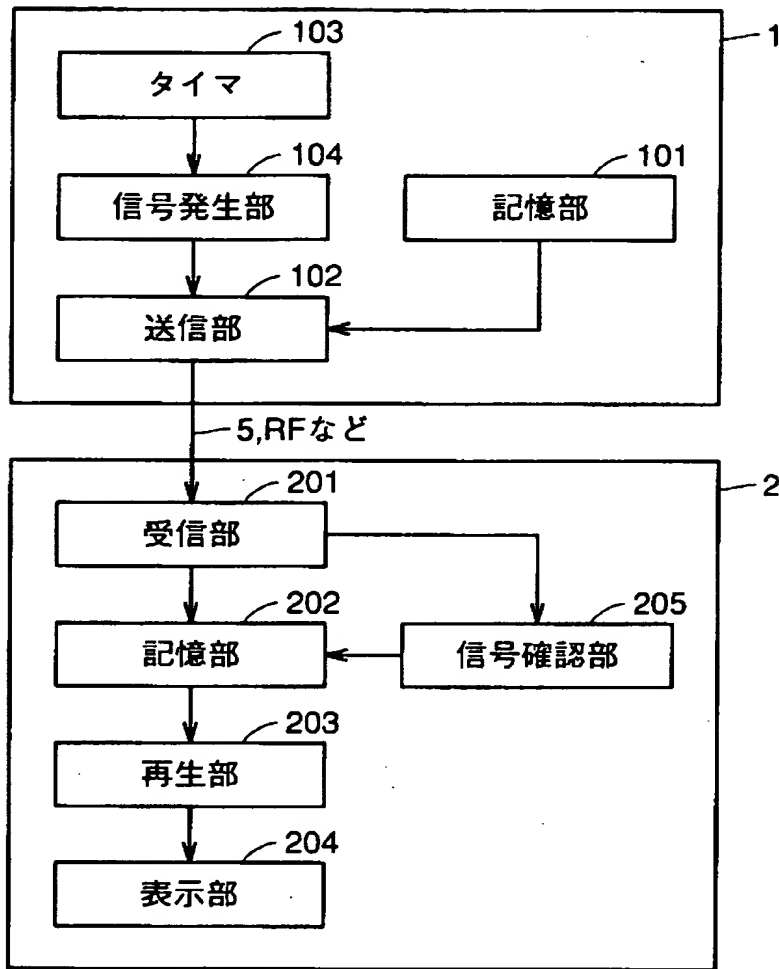 103
1
タイマ
104
101
信号発生部
記憶部
102
送信部
5,RFなど
201
2
受信部
202
205
記憶部
信号確認部
203
再生部
204
表示部